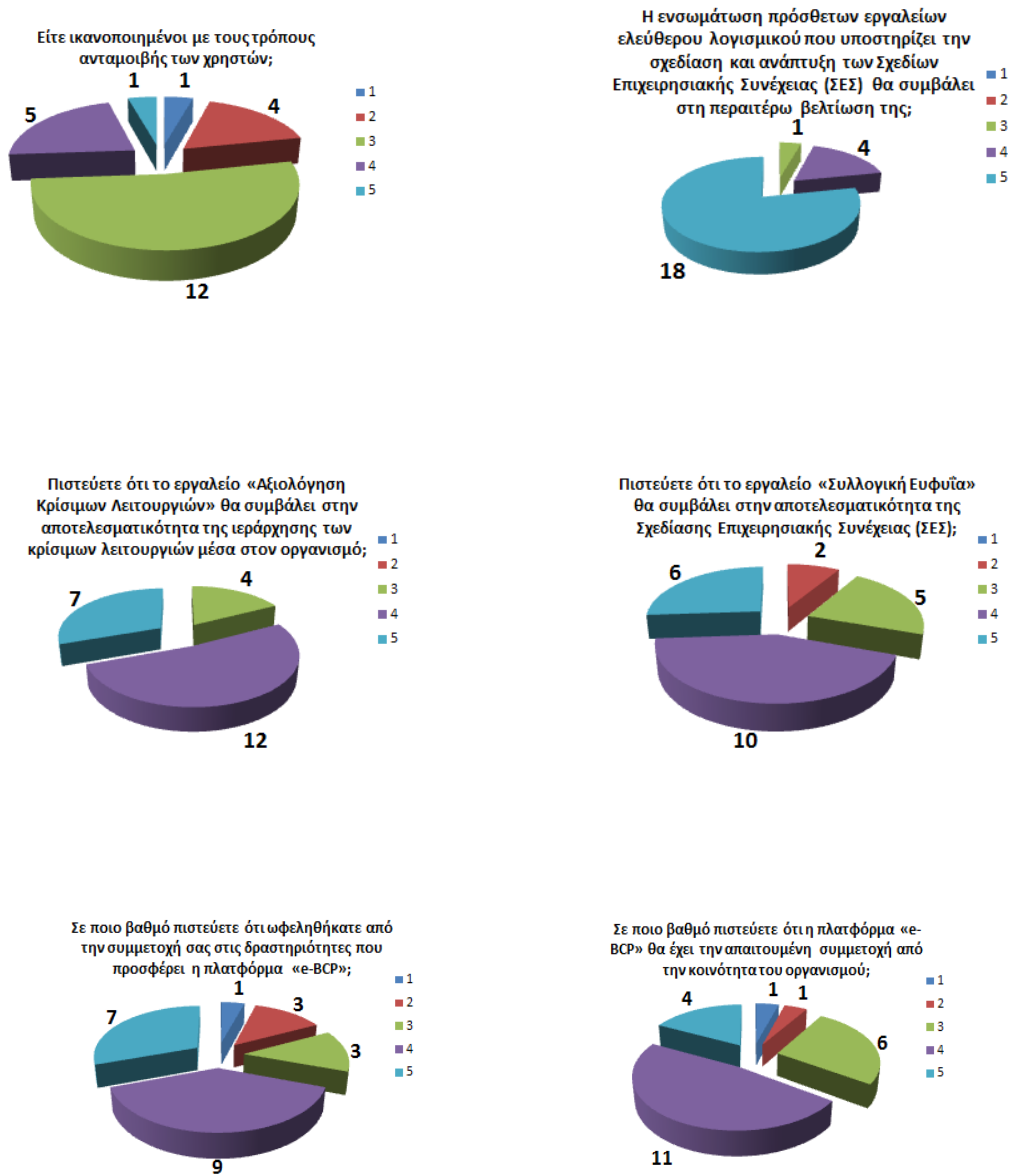 Είτε ικανοποιημένοι με τους τρόπους
ανταμοιβής των χρηστών;
1
1
4
5
12
1
2
3
4
5
Η ενσωμάτωση πρόσθετων εργαλείων
ελεύθερου λογισμικού που υποστηρίζει την
σχεδίαση και ανάπτυξη των Σχεδίων
Επιχειρησιακής Συνέχειας (ΣΕΣ) θα συμβάλει
στη περαιτέρω βελτίωση της;
1
4
18
1
2
3
4
5
Πιστεύετε ότι το εργαλείο «Αξιολόγηση
Κρίσιμων Λειτουργιών» θα συμβάλει στην
αποτελεσματικότητα της ιεράρχησης των
κρίσιμων λειτουργιών μέσα στον οργανισμό;
7
4
12
1
2
3
4
5
Πιστεύετε ότι το εργαλείο «Συλλογική Ευφυΐα»
θα συμβάλει στην αποτελεσματικότητα της
Σχεδίασης Επιχειρησιακής Συνέχειας (ΣΕΣ);
2
6
5
10
1
2
3
4
5
Σε ποιο βαθμό πιστεύετε ότι ωφεληθήκατε από
την συμμετοχή σας στις δραστηριότητες που
προσφέρει η πλατφόρμα «e-BCP»;
1
3
7
3
9
1
2
3
4
5
Σε ποιο βαθμό πιστεύετε ότι η πλατφόρμα «e-
BCP» θα έχει την απαιτουμένη συμμετοχή από
την κοινότητα του οργανισμού;
1
1
4
6
11
1
2
3
4
5